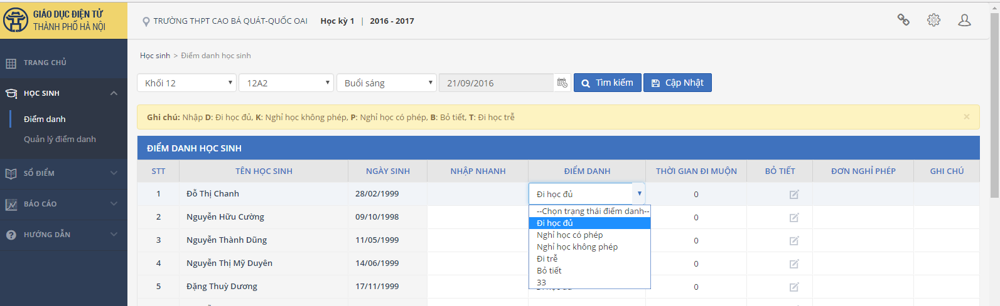 GIÁO DỤC ĐIỆN TỬ
THÀNH PHỐ HÀ NỘI
TRƯỜNG THPT CAO BÁ QUÁT-QUỐC OAI Học kỳ 1 | 2016 - 2017
TRANG CHỦ
HỌC SINH
Điểm danh
Quản lý điểm danh
SỔ ĐIỂM
BÁO CÁO
HƯỚNG DẪN
Học sinh > Điểm danh học sinh
Khối 12 12A2 Buổi sáng 21/09/2016 Tìm kiếm Cập Nhật
Ghi chú: Nhập D: Đi học đủ, K: Nghỉ học không phép, P: Nghỉ học có phép, B: Bỏ tiết, T: Đi học trễ ×
ĐIỂM DANH HỌC SINH
STT TÊN HỌC SINH NGÀY SINH NHẬP NHANH ĐIỂM DANH THỜI GIAN ĐI MUỘN BỎ TIẾT ĐƠN NGHỈ PHÉP GHI CHÚ
1 Đỗ Thị Chanh 28/02/1999 Đi học đủ 0
2 Nguyễn Hữu Cường 09/10/1998 0
3 Nguyễn Thành Dũng 11/05/1999 0
4 Nguyễn Thị Mỹ Duyên 14/06/1999 0
5 Đặng Thuỳ Dương 17/11/1999 0
--Chọn trạng thái điểm danh--
Đi học đủ
Nghỉ học có phép
Nghỉ học không phép
Đi trễ
Bỏ tiết
33